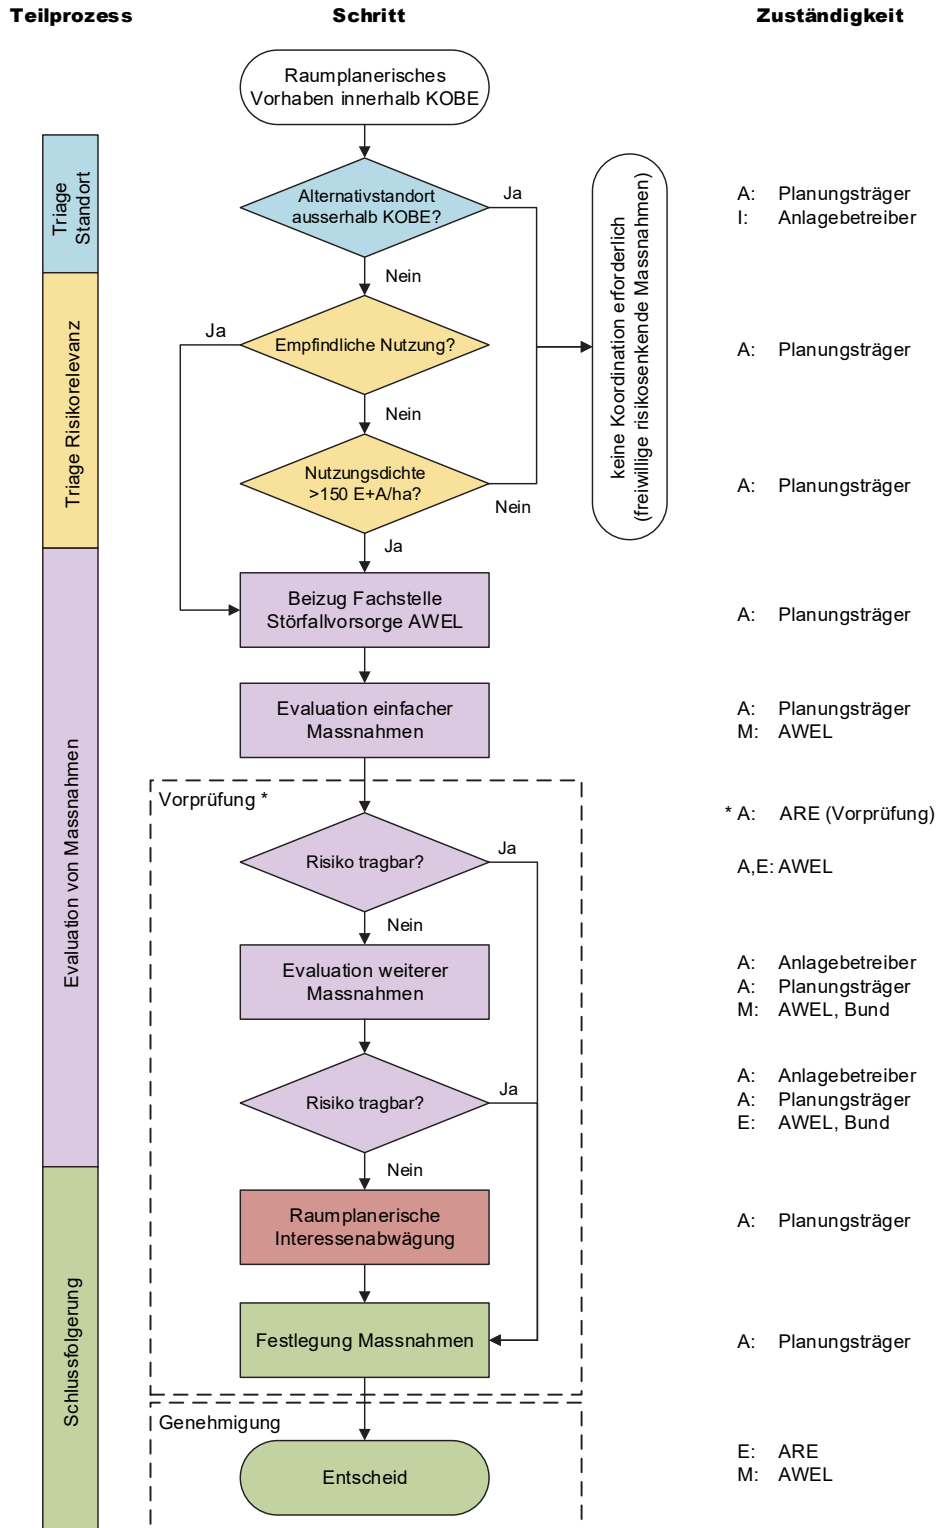 Teilprozess
Schritt
Zuständigkeit
Raumplanerisches
Vorhaben innerhalb KOBE
Triage
Standort
Alternativstandort
ausserhalb KOBE?
Ja
Nein
A: Planungsträger
I: Anlagebetreiber
keine Koordination erforderlich
(freiwillige risikosenkende Massnahmen)
Triage Risikorelevanz
Ja
Empfindliche Nutzung?
Nein
A: Planungsträger
Nutzungsdichte
>150 E+A/ha?
Nein
Ja
A: Planungsträger
Evaluation von Massnahmen
Beizug Fachstelle
Störfallvorsorge AWEL
A: Planungsträger
Evaluation einfacher
Massnahmen
A: Planungsträger
M: AWEL
Vorprüfung *
* A: ARE (Vorprüfung)
Risiko tragbar?
Ja
Nein
A,E: AWEL
Evaluation weiterer
Massnahmen
A: Anlagebetreiber
A: Planungsträger
M: AWEL, Bund
Risiko tragbar?
Ja
Nein
A: Anlagebetreiber
A: Planungsträger
E: AWEL, Bund
Schlussfolgerung
Raumplanerische
Interessenabwägung
A: Planungsträger
Festlegung Massnahmen
A: Planungsträger
Genehmigung
Entscheid
E: ARE
M: AWEL